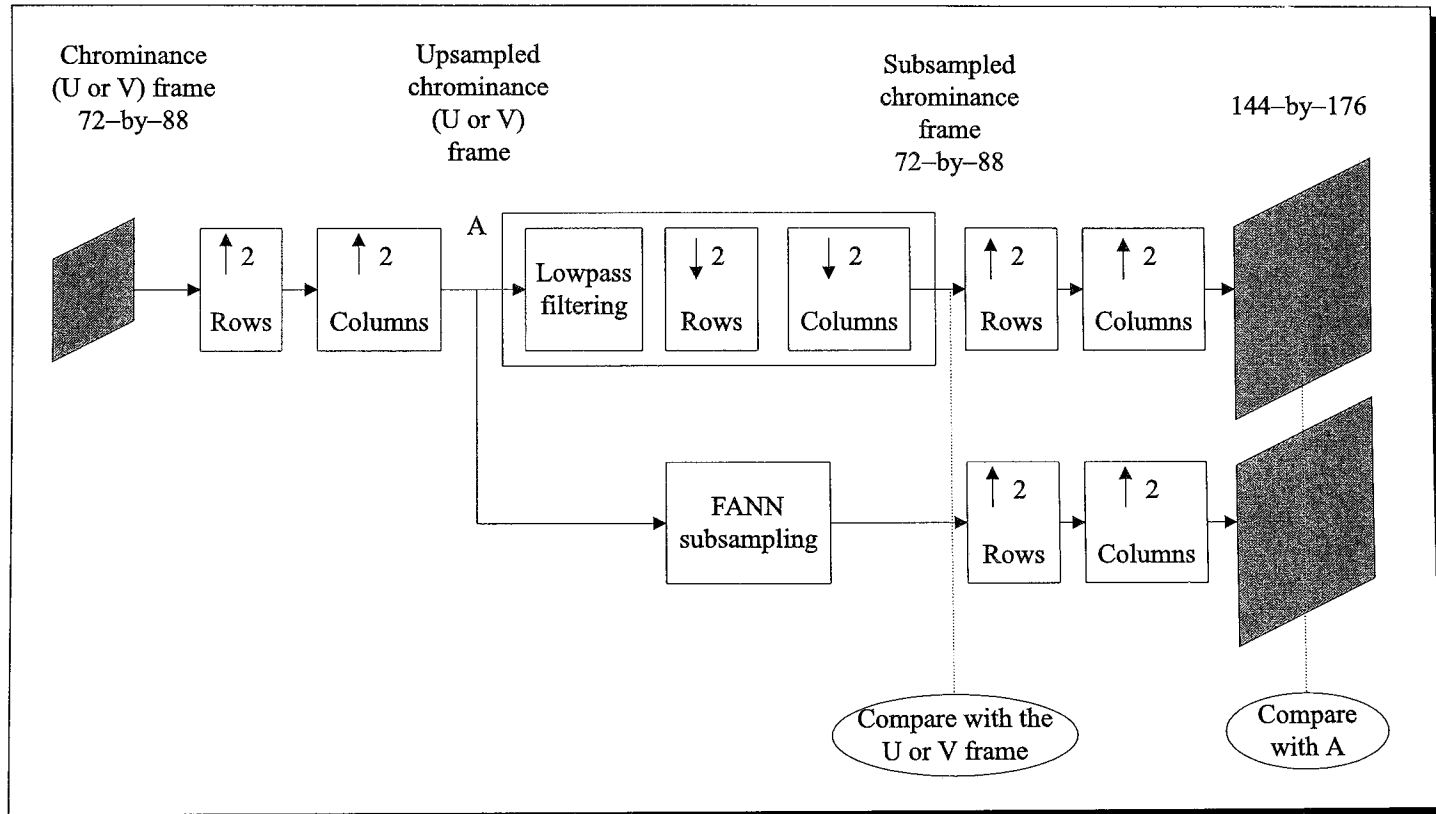 Chrominance
(U or V) frame
72–by–88
Upsampled
chrominance
(U or V)
frame
Subsampled
chrominance
frame
72–by–88
144–by–176
A
2
Rows
2
Columns
Lowpass
filtering
2
Rows
2
Columns
2
Rows
2
Columns
FANN
subsampling
2
Rows
2
Columns
Compare with the
U or V frame
Compare
with A